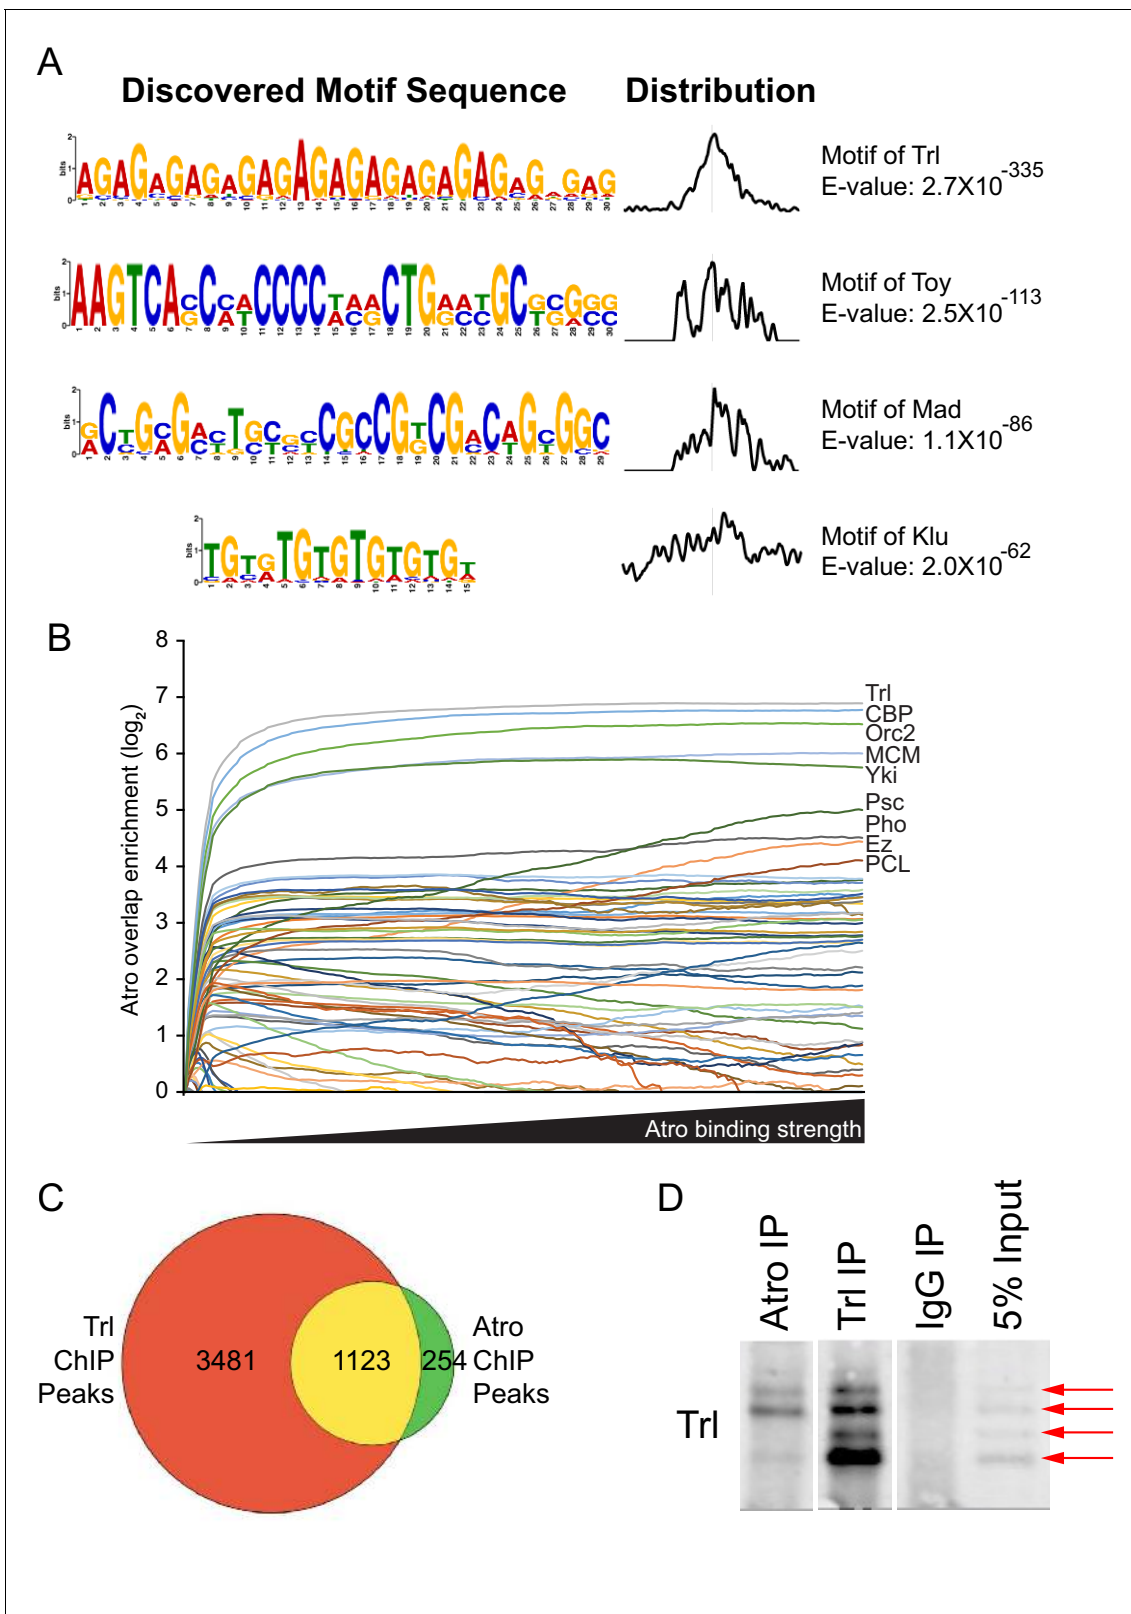 A
Discovered Motif Sequence Distribution
Motif of Trl
E-value: 2.7X10-335
Motif of Toy
E-value: 2.5X10-113
Motif of Mad
E-value: 1.1X10-86
Motif of Klu
E-value: 2.0X10-62
B
Atro overlap enrichment (log2)
8
7
6
5
4
3
2
1
0
Trl
CBP
Orc2
MCM
Yki
Psc
Pho
Ez
PCL
Atro binding strength
C
Trl
ChIP
Peaks
3481
1123
254
Atro
ChIP
Peaks
D
Atro IP
Trl IP
IgG IP
5% Input
Trl